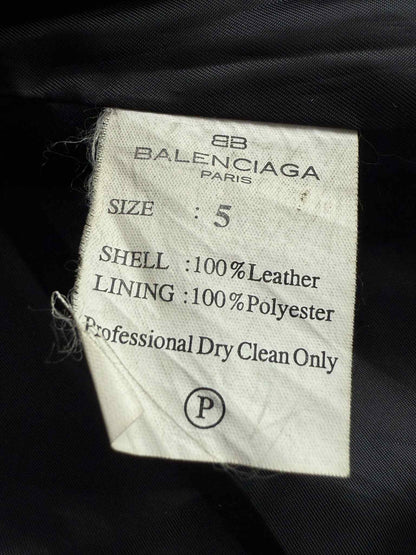 BB
BALENCIAGA
PARIS
SIZE : 5
SHELL :100%Leather
LINING :100%Polyester
Professional Dry Clean Only
P